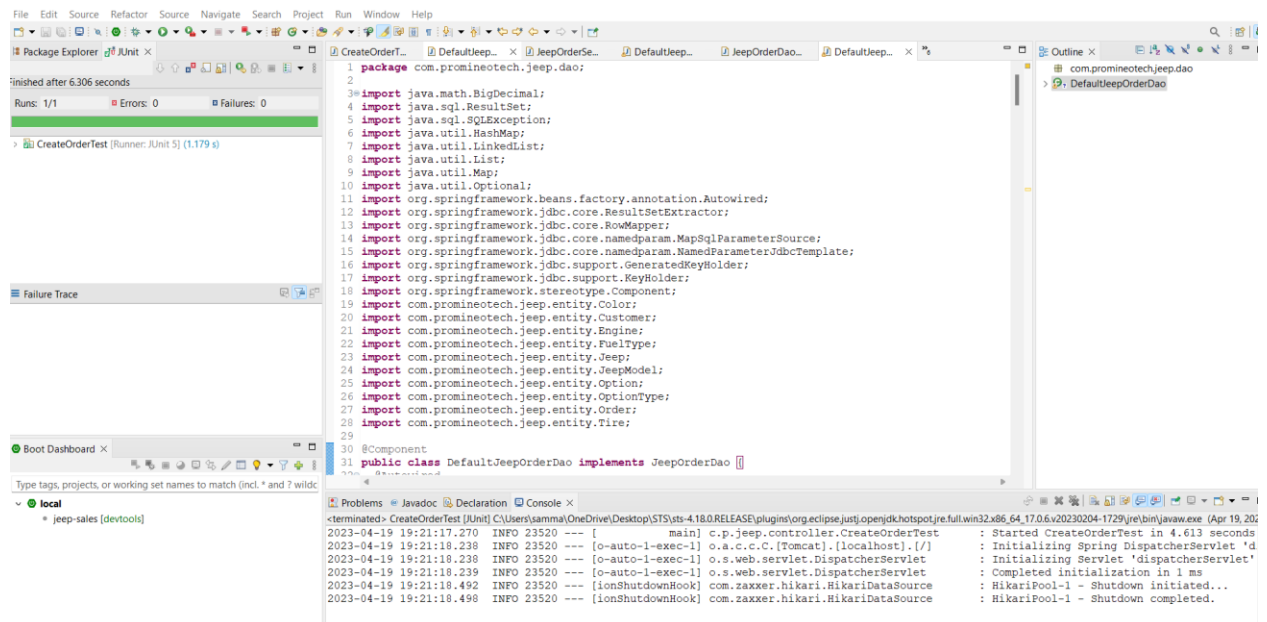 File Edit Source Refactor Source Navigate Search Project Run Window Help
Package Explorer JUnit ×
Finished after 6.306 seconds
Runs: 1/1 Errors: 0 Failures: 0
CreateOrderTest [Runner: JUnit 5] (1.179 s)
Failure Trace
Boot Dashboard ×
Type tags, projects, or working set names to match (incl. * and ? wildc
local
jeep-sales [devtools]
CreateOrderT... DefaultJeep... × JeepOrderSe... DefaultJeep... JeepOrderDao... DefaultJeep... × »6
1 package com.promineotech.jeep.dao;
2
3 import java.math.BigDecimal;
4 import java.sql.ResultSet;
5 import java.sql.SQLException;
6 import java.util.HashMap;
7 import java.util.LinkedList;
8 import java.util.List;
9 import java.util.Map;
10 import java.util.Optional;
11 import org.springframework.beans.factory.annotation.Autowired;
12 import org.springframework.jdbc.core.ResultSetExtractor;
13 import org.springframework.jdbc.core.RowMapper;
14 import org.springframework.jdbc.core.namedparam.MapSqlParameterSource;
15 import org.springframework.jdbc.core.namedparam.NamedParameterJdbcTemplate;
16 import org.springframework.jdbc.support.GeneratedKeyHolder;
17 import org.springframework.jdbc.support.KeyHolder;
18 import org.springframework.stereotype.Component;
19 import com.promineotech.jeep.entity.Color;
20 import com.promineotech.jeep.entity.Customer;
21 import com.promineotech.jeep.entity.Engine;
22 import com.promineotech.jeep.entity.FuelType;
23 import com.promineotech.jeep.entity.Jeep;
24 import com.promineotech.jeep.entity.JeepModel;
25 import com.promineotech.jeep.entity.Option;
26 import com.promineotech.jeep.entity.OptionType;
27 import com.promineotech.jeep.entity.Order;
28 import com.promineotech.jeep.entity.Tire;
29
30 @Component
31 public class DefaultJeepOrderDao implements JeepOrderDao {
Outline ×
com.promineotech.jeep.dao
DefaultJeepOrderDao
Problems Javadoc Declaration Console ×
<terminated> CreateOrderTest [JUnit] C:\Users\samma\OneDrive\Desktop\STS\sts-4.18.0.RELEASE\plugins\org.eclipse.justj.openjdk.hotspot.jre.full.win32.x86_64_17.0.6.v20230204-1729\jre\bin\javaw.exe (Apr 19, 202
2023-04-19 19:21:17.270 INFO 23520 --- [ main] c.p.jeep.controller.CreateOrderTest : Started CreateOrderTest in 4.613 seconds
2023-04-19 19:21:18.238 INFO 23520 --- [o-auto-1-exec-1] o.a.c.c.C.[Tomcat].[localhost].[/] : Initializing Spring DispatcherServlet 'd
2023-04-19 19:21:18.238 INFO 23520 --- [o-auto-1-exec-1] o.s.web.servlet.DispatcherServlet : Initializing Servlet 'dispatcherServlet'
2023-04-19 19:21:18.239 INFO 23520 --- [o-auto-1-exec-1] o.s.web.servlet.DispatcherServlet : Completed initialization in 1 ms
2023-04-19 19:21:18.492 INFO 23520 --- [ionShutdownHook] com.zaxxer.hikari.HikariDataSource : HikariPool-1 - Shutdown initiated...
2023-04-19 19:21:18.498 INFO 23520 --- [ionShutdownHook] com.zaxxer.hikari.HikariDataSource : HikariPool-1 - Shutdown completed.